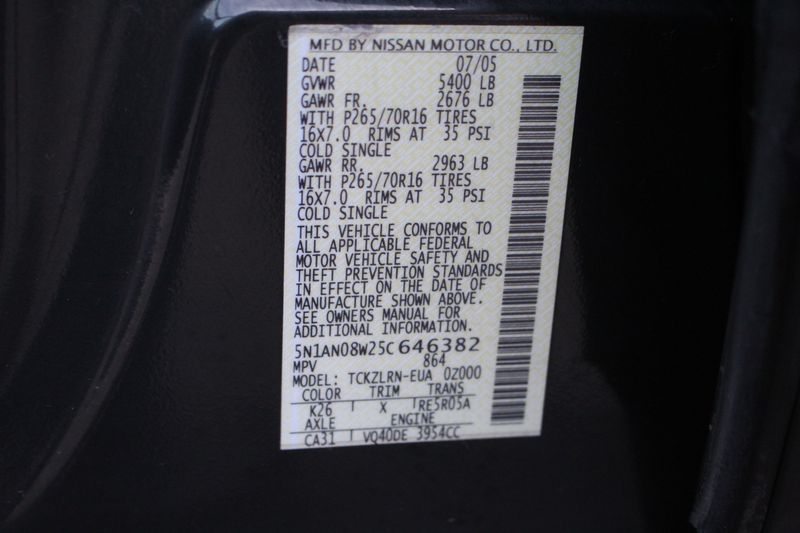 MFD BY NISSAN MOTOR CO., LTD.
DATE 07/05
GVWR 5400 LB
GAWR FR. 2676 LB
WITH P265/70R16 TIRES
16X7.0 RIMS AT 35 PSI
COLD SINGLE
GAWR RR. 2963 LB
WITH P265/70R16 TIRES
16X7.0 RIMS AT 35 PSI
COLD SINGLE
THIS VEHICLE CONFORMS TO
ALL APPLICABLE FEDERAL
MOTOR VEHICLE SAFETY AND
THEFT PREVENTION STANDARDS
IN EFFECT ON THE DATE OF
MANUFACTURE SHOWN ABOVE.
SEE OWNERS MANUAL FOR
ADDITIONAL INFORMATION.
5N1AN08W25C646382
MPV 864
MODEL: TCKZLRN-EUA 0Z000
COLOR TRIM TRANS
K26 X RE5R05A
AXLE ENGINE
CA31 VQ40DE 3954CC